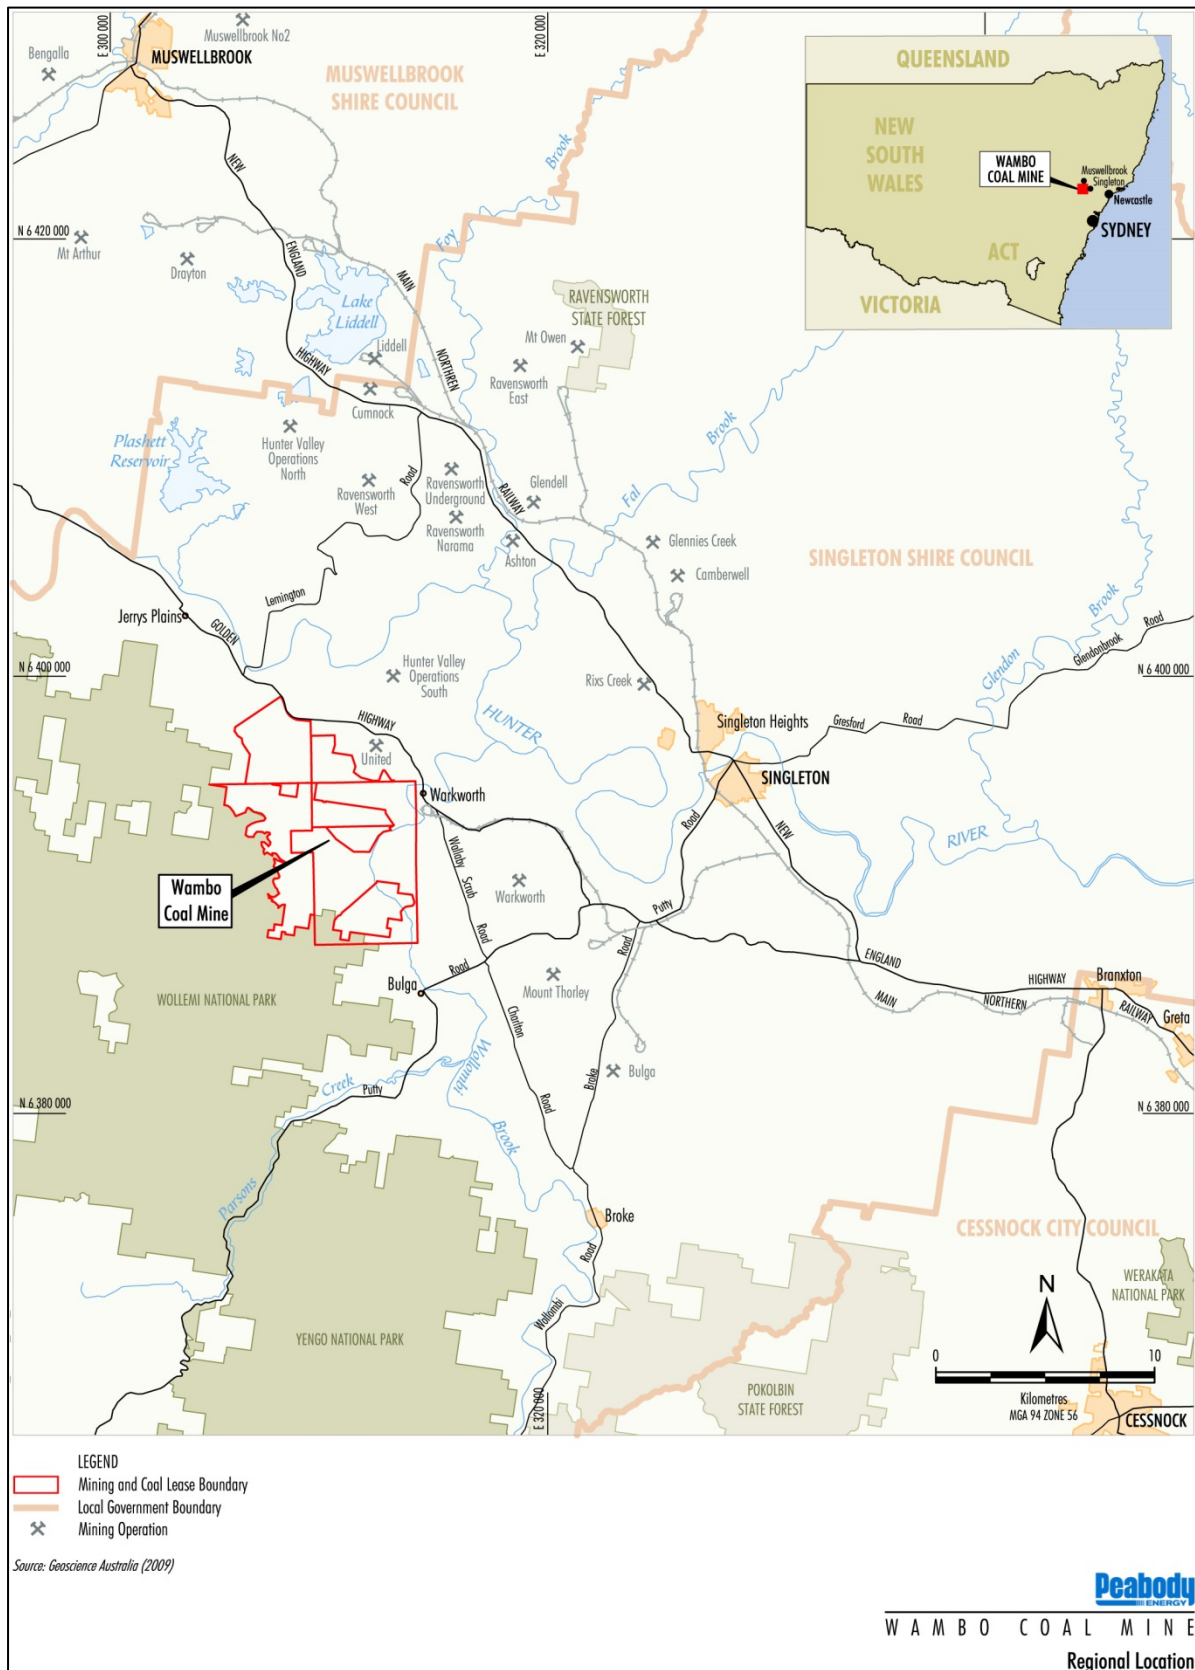 E 300 000
E 320 000
Muswellbrook No2
Bengalla
MUSWELLBROOK
MUSWELLBROOK
SHIRE COUNCIL
QUEENSLAND
NEW
SOUTH
WALES
WAMBO
COAL MINE
Muswellbrook
Singleton
Newcastle
SYDNEY
ACT
VICTORIA
NEW
ENGLAND
HIGHWAY
Foy
Brook
N 6 420 000
Mt Arthur
Drayton
Lake
Liddell
MAIN
NORTHREN
RAILWAY
RAVENSWORTH
STATE FOREST
Mt Owen
Liddell
Ravensworth
East
Cumnock
Plashett
Reservoir
Hunter Valley
Operations
North
Road
Ravensworth
West
Ravensworth
Underground
Glendell
Ravensworth
Narama
Ashton
Fal
Brook
Glennies Creek
Camberwell
SINGLETON SHIRE COUNCIL
Lemington
Jerrys Plains
GOLDEN
HIGHWAY
Glendon
Brook
Glendonbrook
Road
N 6 400 000
N 6 400 000
Hunter Valley
Operations
South
Rixs Creek
HUNTER
RIVER
Singleton Heights
Gresford
Road
SINGLETON
United
Warkworth
Road
NEW
Wallaby
Scrub
Road
Wambo
Coal Mine
Warkworth
Putty
Road
ENGLAND
HIGHWAY
Bulga
Road
Mount Thorley
MAIN
NORTHERN
RAILWAY
Branxton
Greta
WOLLEMI NATIONAL PARK
Charlton
Road
Broke
Bulga
Wollombi
Brook
Parsons
Creek
Putty
N 6 380 000
N 6 380 000
Broke
Road
Wollombi
CESSNOCK CITY COUNCIL
WERAKATA
NATIONAL PARK
YENGO NATIONAL PARK
POKOLBIN
STATE FOREST
N
0
10
Kilometres
MGA 94 ZONE 56
E 320 000
CESSNOCK
LEGEND
Mining and Coal Lease Boundary
Local Government Boundary
Mining Operation
Source: Geoscience Australia (2009)
Peabody
ENERGY
WAMBO COAL MINE
Regional Location